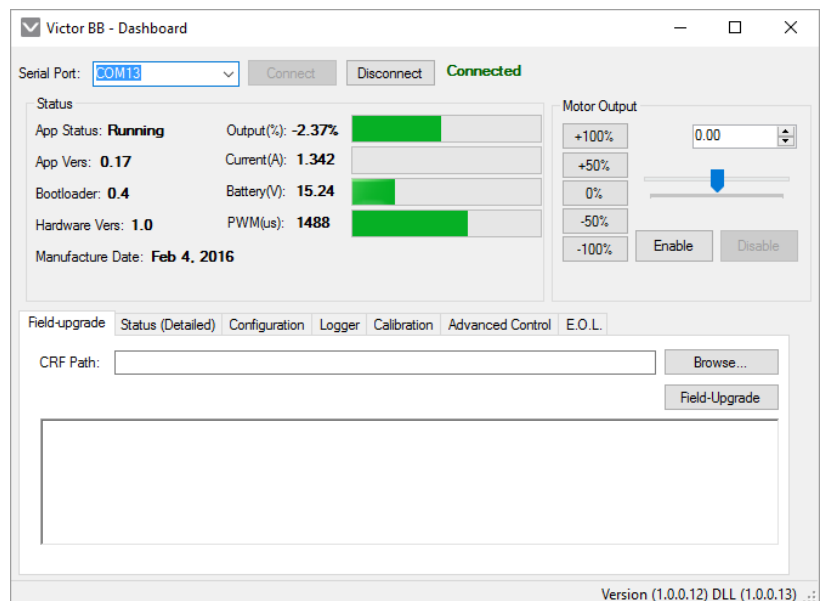 Victor BB - Dashboard
Serial Port: COM13 Connect Disconnect Connected
Status
App Status: Running Output(%): -2.37%
App Vers: 0.17 Current(A): 1.342
Bootloader: 0.4 Battery(V): 15.24
Hardware Vers: 1.0 PWM(us): 1488
Manufacture Date: Feb 4, 2016
Motor Output
+100% 0.00
+50%
0%
-50%
-100% Enable Disable
Field-upgrade Status (Detailed) Configuration Logger Calibration Advanced Control E.O.L.
CRF Path: Browse...
Field-Upgrade
Version (1.0.0.12) DLL (1.0.0.13)